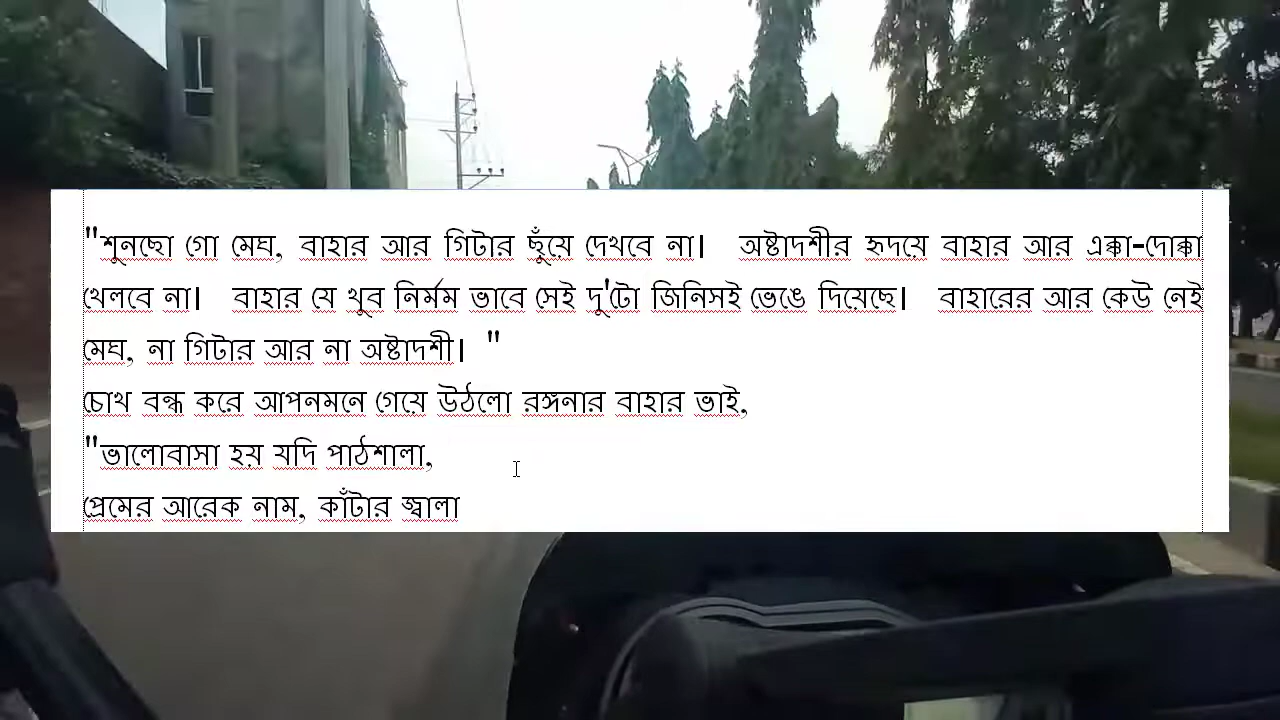 "শুনছো গো মেঘ, বাহার আর গিটার ছুঁয়ে দেখবে না। অষ্টাদশীর হৃদয়ে বাহার আর এক্কা-দোক্কা
খেলবে না। বাহার যে খুব নির্মম ভাবে সেই দু'টো জিনিসই ভেঙে দিয়েছে। বাহারের আর কেউ নেই
মেঘ, না গিটার আর না অষ্টাদশী। "
চোখ বন্ধ করে আপনমনে গেয়ে উঠলো রঙ্গনার বাহার ভাই,
"ভালোবাসা হয় যদি পাঠশালা,
প্রেমের আরেক নাম, কাঁটার জ্বালা